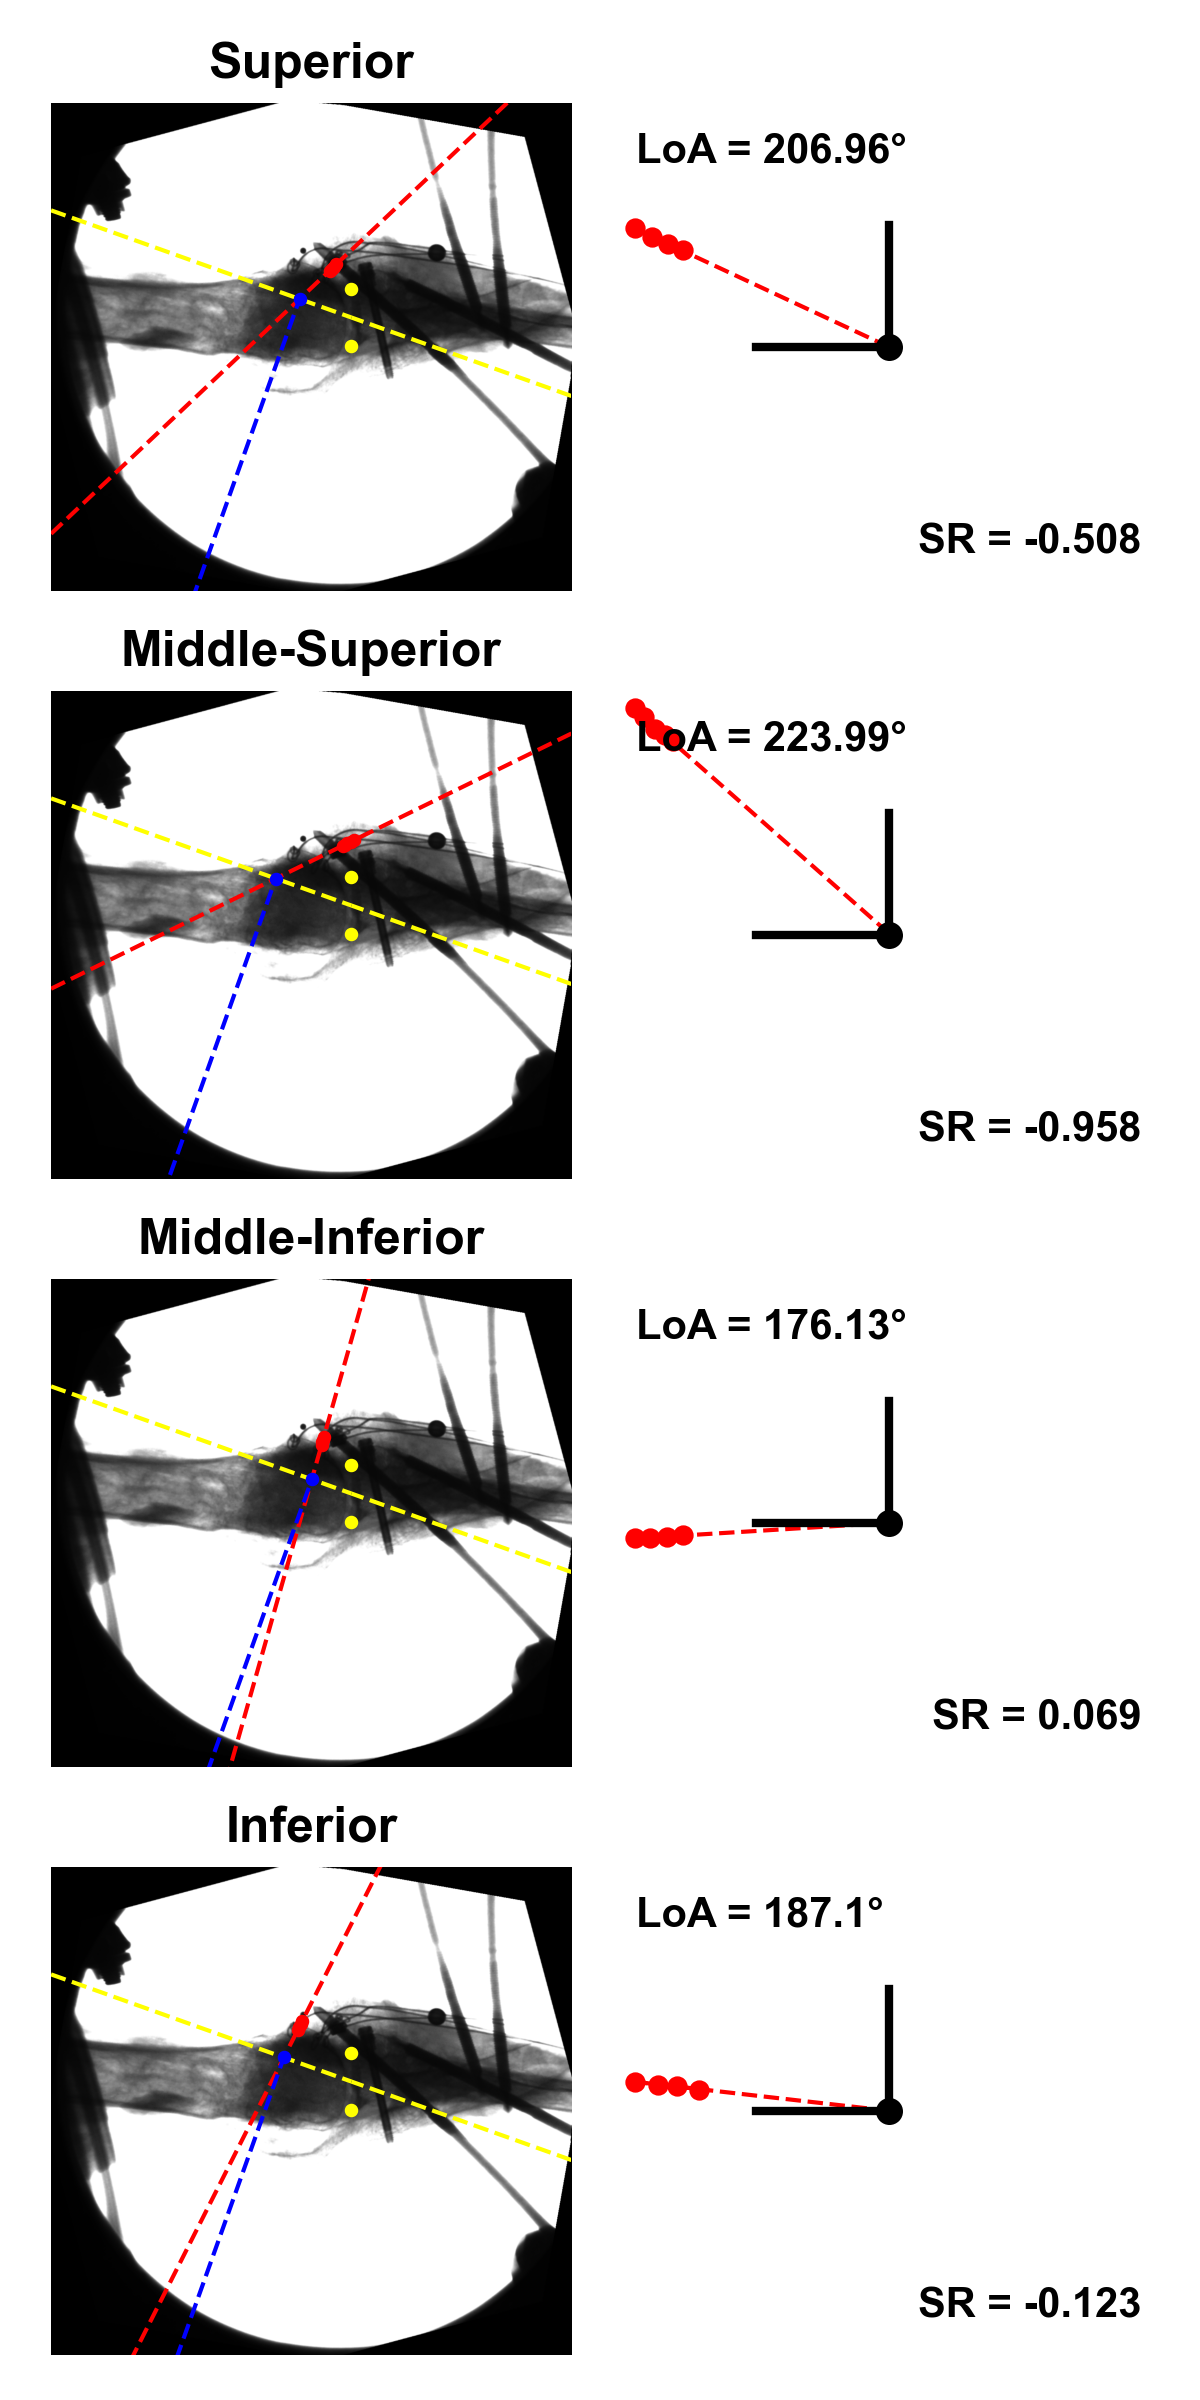 Superior
LoA = 206.96°
SR = -0.508
Middle-Superior
LoA = 223.99°
SR = -0.958
Middle-Inferior
LoA = 176.13°
SR = 0.069
Inferior
LoA = 187.1°
SR = -0.123